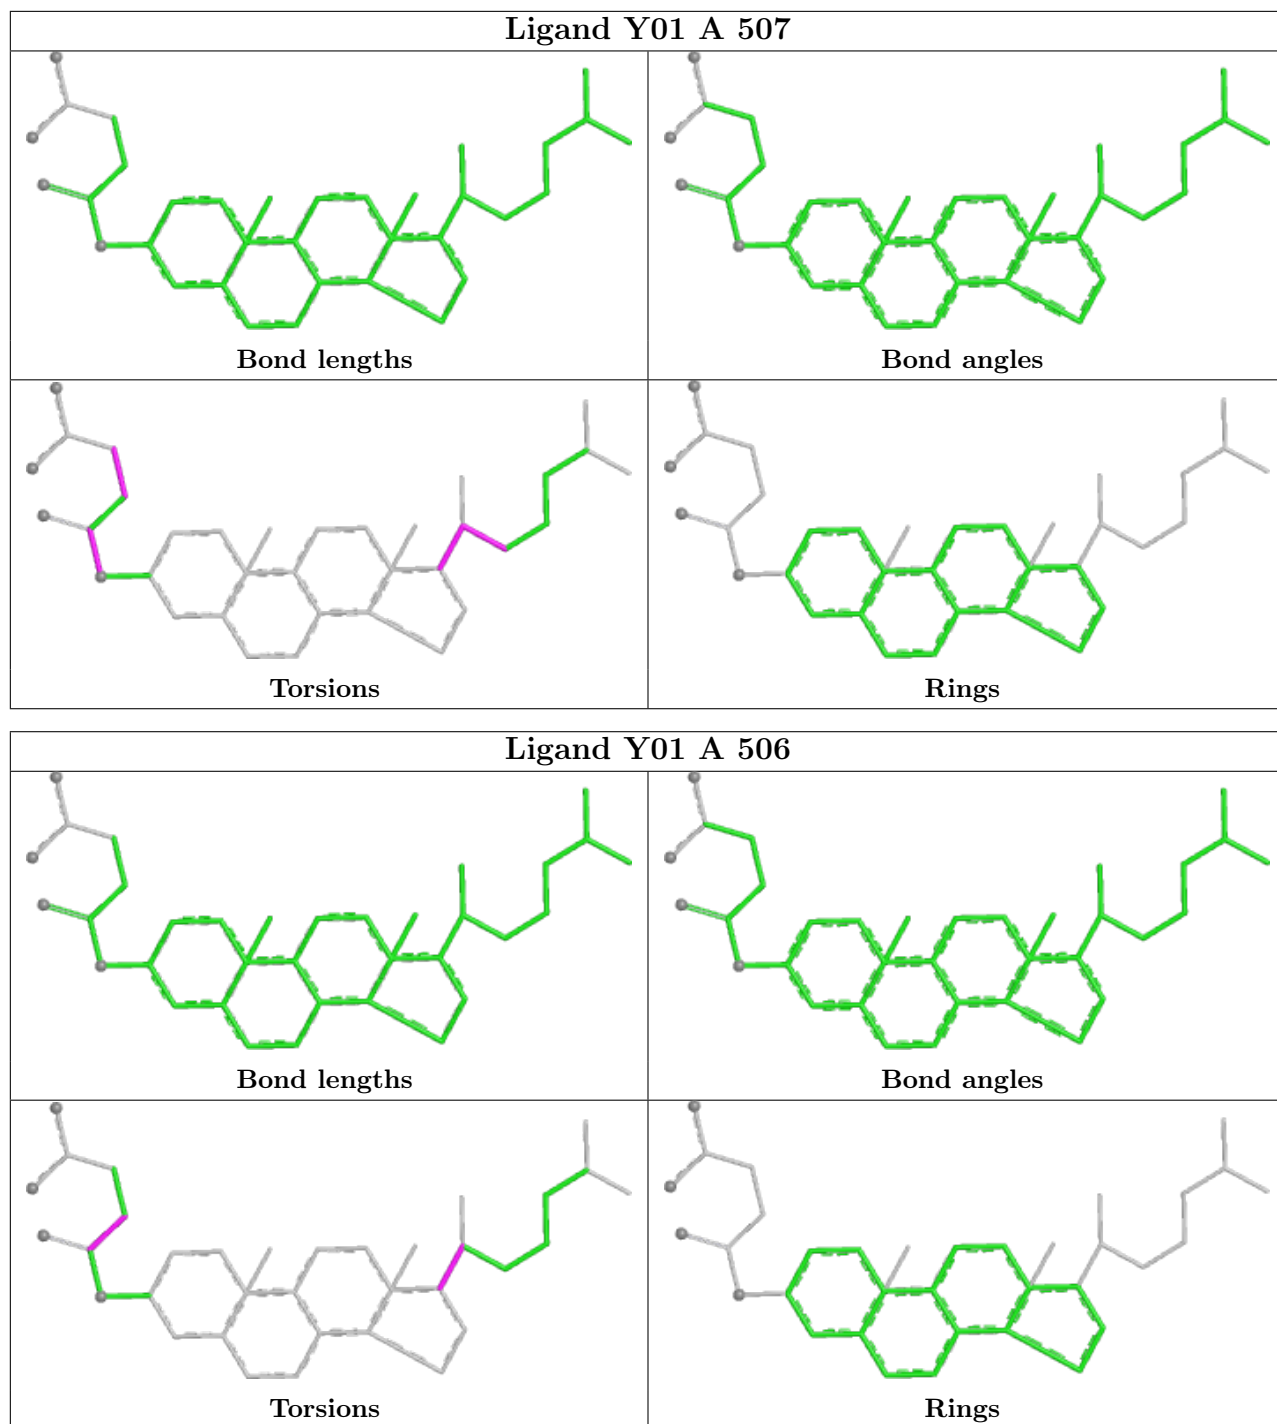 Ligand Y01 A 507
Bond lengths
Bond angles
Torsions
Rings
Ligand Y01 A 506
Bond lengths
Bond angles
Torsions
Rings